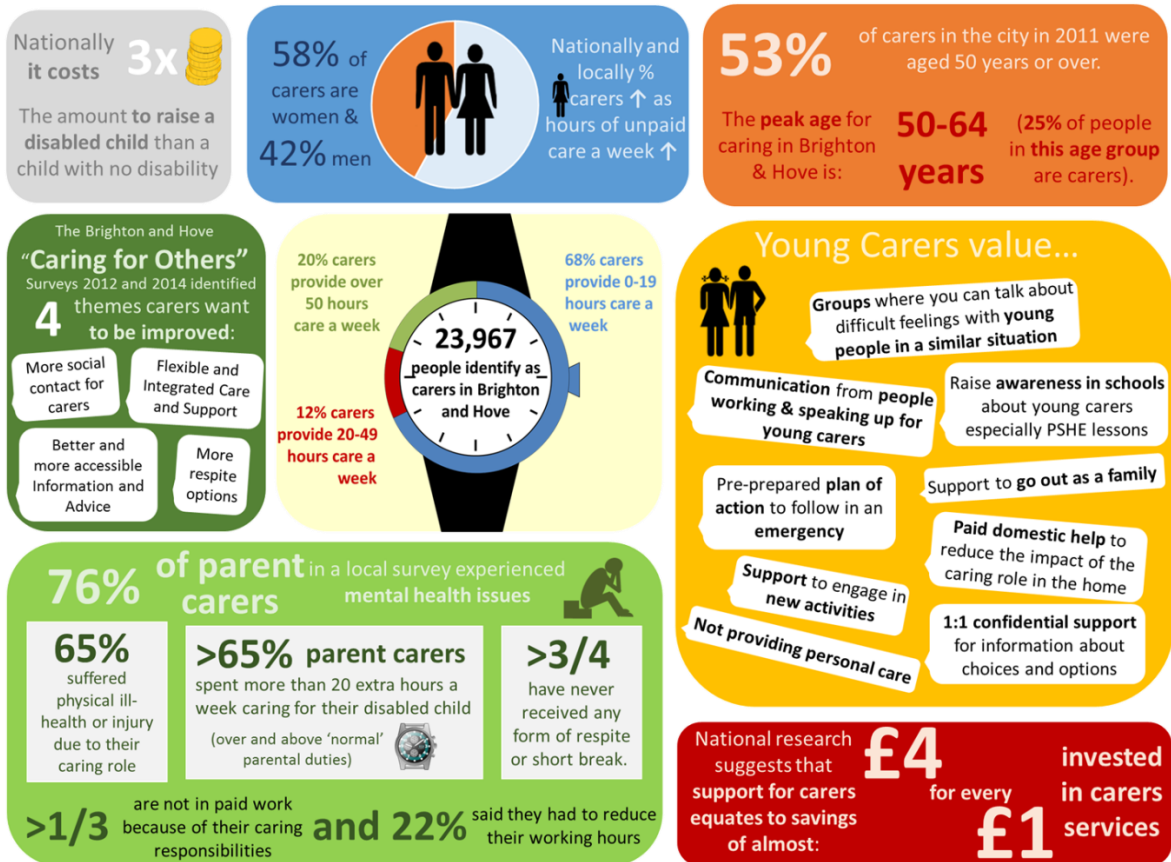 Nationally
it costs
3x
The amount to raise a
disabled child than a
child with no disability
58% of
carers are
women &
42% men
Nationally and
locally %
carers ↑ as
hours of unpaid
care a week ↑
53%
of carers in the city in 2011 were
aged 50 years or over.
The peak age for
caring in Brighton
& Hove is:
50-64
years
(25% of people
in this age group
are carers).
The Brighton and Hove
“Caring for Others”
Surveys 2012 and 2014 identified
4
themes carers want
to be improved:
More social
contact for
carers
Flexible and
Integrated Care
and Support
Better and
more accessible
Information and
Advice
More
respite
options
20% carers
provide over
50 hours
care a week
68% carers
provide 0-19
hours care a
week
23,967
people identify as
carers in Brighton
and Hove
12% carers
provide 20-49
hours care a
week
Young Carers value...
Groups where you can talk about
difficult feelings with young
people in a similar situation
Communication from people
working & speaking up for
young carers
Raise awareness in schools
about young carers
especially PSHE lessons
Pre-prepared plan of
action to follow in an
emergency
Support to go out as a family
Paid domestic help to
reduce the impact of the
caring role in the home
Support to engage in
new activities
Not providing personal care
1:1 confidential support
for information about
choices and options
76%
of parent
carers
in a local survey experienced
mental health issues
65%
suffered
physical ill-
health or injury
due to their
caring role
>65% parent carers
spent more than 20 extra hours a
week caring for their disabled child
(over and above ‘normal’
parental duties)
>3/4
have never
received any
form of respite
or short break.
>1/3
are not in paid work
because of their caring
responsibilities
and 22%
said they had to reduce
their working hours
National research
suggests that
support for carers
equates to savings
of almost:
£4
for every
£1
invested
in carers
services